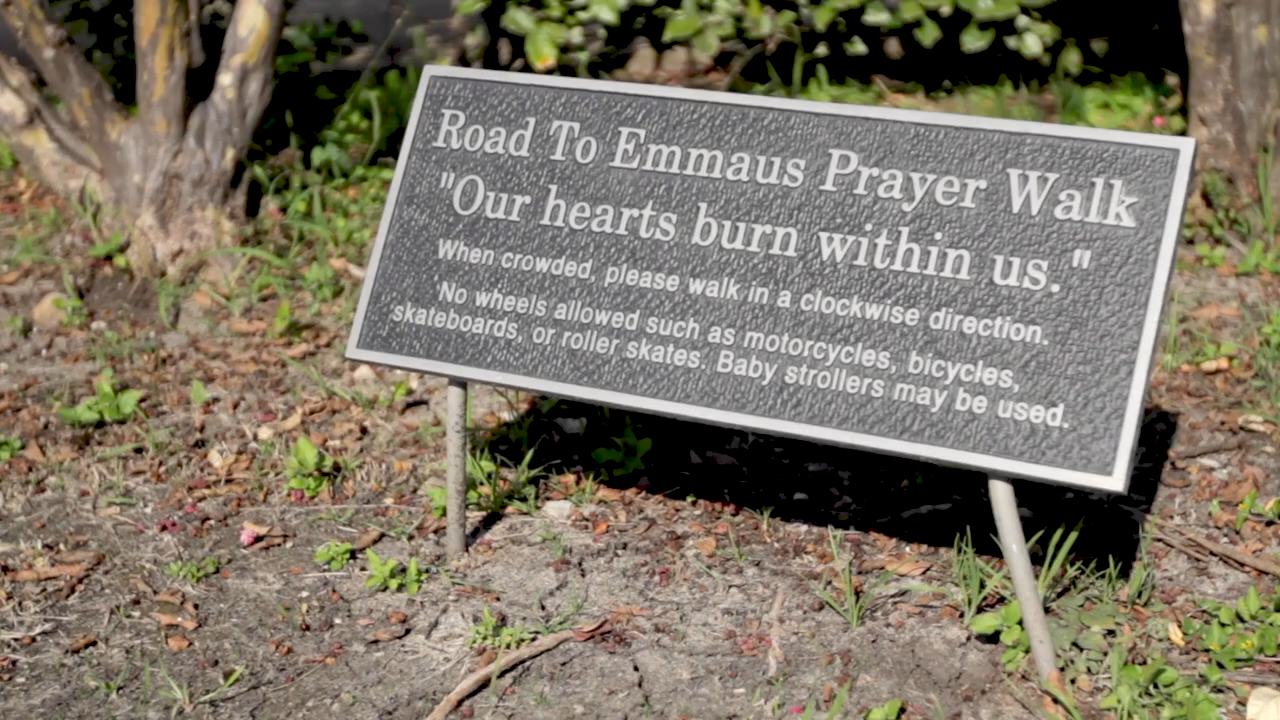 Road To Emmaus Prayer Walk
"Our hearts burn within us."
When crowded, please walk in a clockwise direction.
No wheels allowed such as motorcycles, bicycles,
skateboards, or roller skates. Baby strollers may be used.